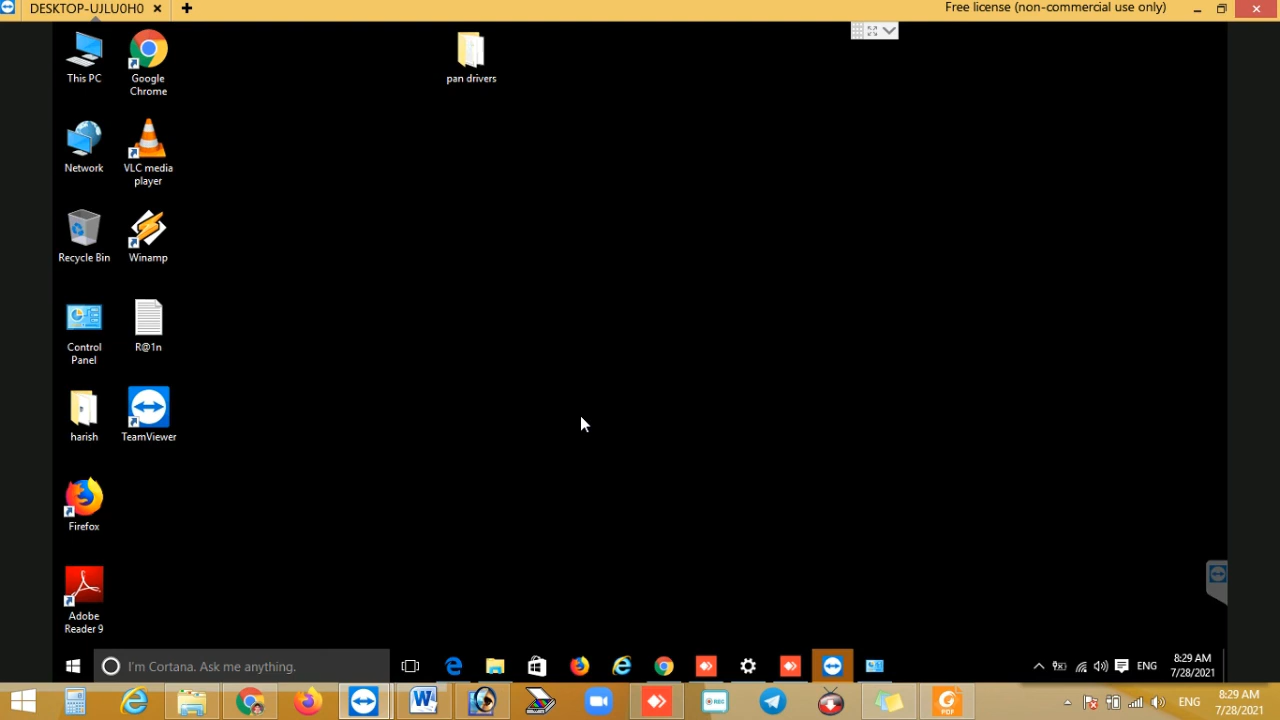 DESKTOP-UJLU0H0
Free license (non-commercial use only)
This PC
Google
Chrome
pan drivers
Network
VLC media
player
Recycle Bin
Winamp
Control
Panel
R@1n
harish
TeamViewer
Firefox
Adobe
Reader 9
I'm Cortana. Ask me anything.
ENG
8:29 AM
7/28/2021
REC
PDF
ENG
8:29 AM
7/28/2021